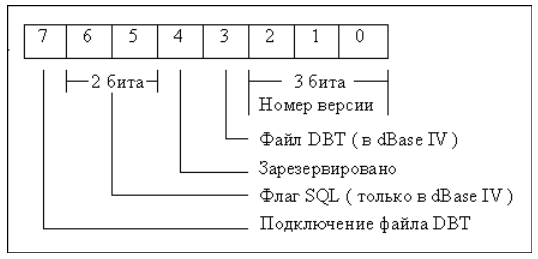 7 6 5 4 3 2 1 0
2 бита 3 бита
Номер версии
Файл DBT ( в dBase IV )
Зарезервировано
Флаг SQL ( только в dBase IV )
Подключение файла DBT